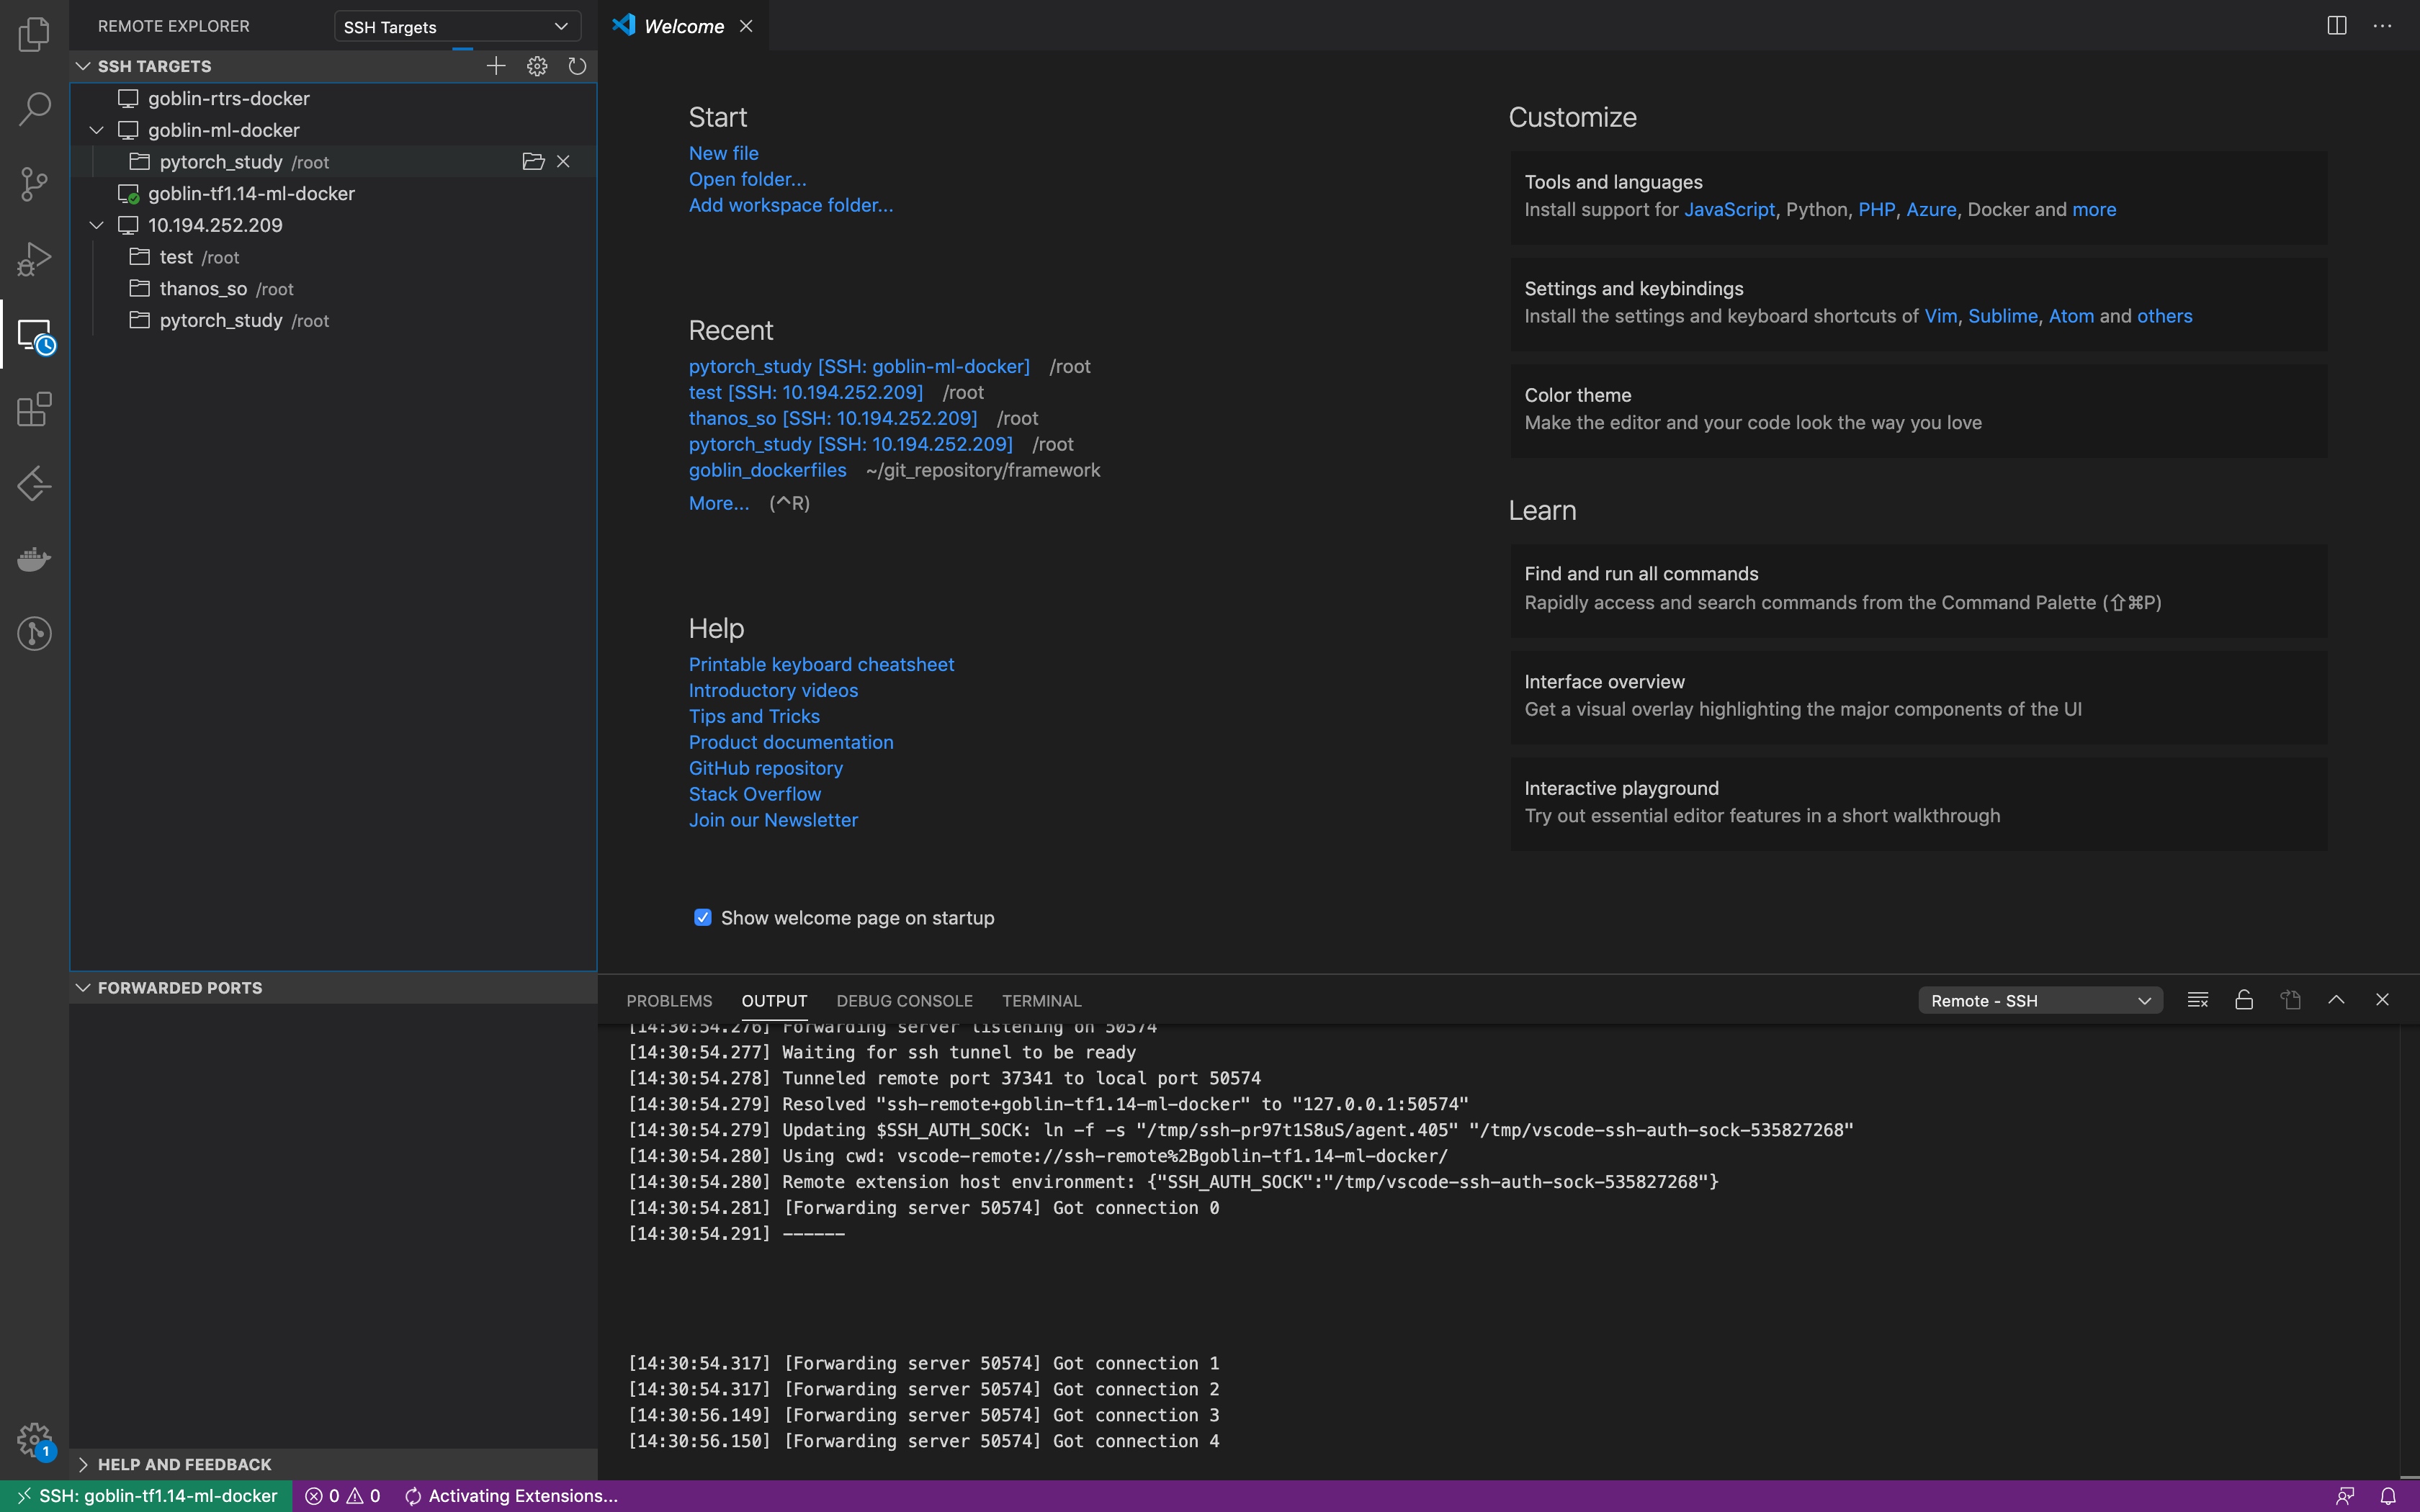 REMOTE EXPLORER
SSH Targets
SSH TARGETS
goblin-rtrs-docker
goblin-ml-docker
pytorch_study /root
goblin-tf1.14-ml-docker
10.194.252.209
test /root
thanos_so /root
pytorch_study /root
FORWARDED PORTS
HELP AND FEEDBACK
Welcome
Start
New file
Open folder...
Add workspace folder...
Recent
pytorch_study [SSH: goblin-ml-docker] /root
test [SSH: 10.194.252.209] /root
thanos_so [SSH: 10.194.252.209] /root
pytorch_study [SSH: 10.194.252.209] /root
goblin_dockerfiles ~/git_repository/framework
More... (^R)
Help
Printable keyboard cheatsheet
Introductory videos
Tips and Tricks
Product documentation
GitHub repository
Stack Overflow
Join our Newsletter
Show welcome page on startup
Customize
Tools and languages
Install support for JavaScript, Python, PHP, Azure, Docker and more
Settings and keybindings
Install the settings and keyboard shortcuts of Vim, Sublime, Atom and others
Color theme
Make the editor and your code look the way you love
Learn
Find and run all commands
Rapidly access and search commands from the Command Palette (⇧⌘P)
Interface overview
Get a visual overlay highlighting the major components of the UI
Interactive playground
Try out essential editor features in a short walkthrough
PROBLEMS OUTPUT DEBUG CONSOLE TERMINAL
Remote - SSH
[14:30:54.276] Forwarding server listening on 50574
[14:30:54.277] Waiting for ssh tunnel to be ready
[14:30:54.278] Tunneled remote port 37341 to local port 50574
[14:30:54.279] Resolved "ssh-remote+goblin-tf1.14-ml-docker" to "127.0.0.1:50574"
[14:30:54.279] Updating $SSH_AUTH_SOCK: ln -f -s "/tmp/ssh-pr97t1S8uS/agent.405" "/tmp/vscode-ssh-auth-sock-535827268"
[14:30:54.280] Using cwd: vscode-remote://ssh-remote%2Bgoblin-tf1.14-ml-docker/
[14:30:54.280] Remote extension host environment: {"SSH_AUTH_SOCK":"/tmp/vscode-ssh-auth-sock-535827268"}
[14:30:54.281] [Forwarding server 50574] Got connection 0
[14:30:54.291] ------
[14:30:54.317] [Forwarding server 50574] Got connection 1
[14:30:54.317] [Forwarding server 50574] Got connection 2
[14:30:56.149] [Forwarding server 50574] Got connection 3
[14:30:56.150] [Forwarding server 50574] Got connection 4
1
SSH: goblin-tf1.14-ml-docker 0 0 Activating Extensions...